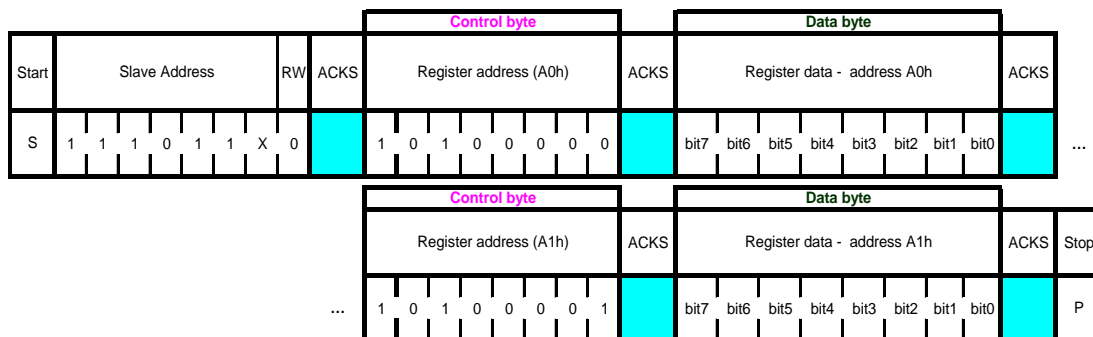 Control byte Data byte
Start Slave Address RW ACKS Register address (A0h) ACKS Register data - address A0h ACKS
S 1 1 1 0 1 1 X 0 1 0 1 0 0 0 0 0 bit7 bit6 bit5 bit4 bit3 bit2 bit1 bit0 ...
Control byte Data byte
Register address (A1h) ACKS Register data - address A1h ACKS Stop
... 1 0 1 0 0 0 0 1 bit7 bit6 bit5 bit4 bit3 bit2 bit1 bit0 P